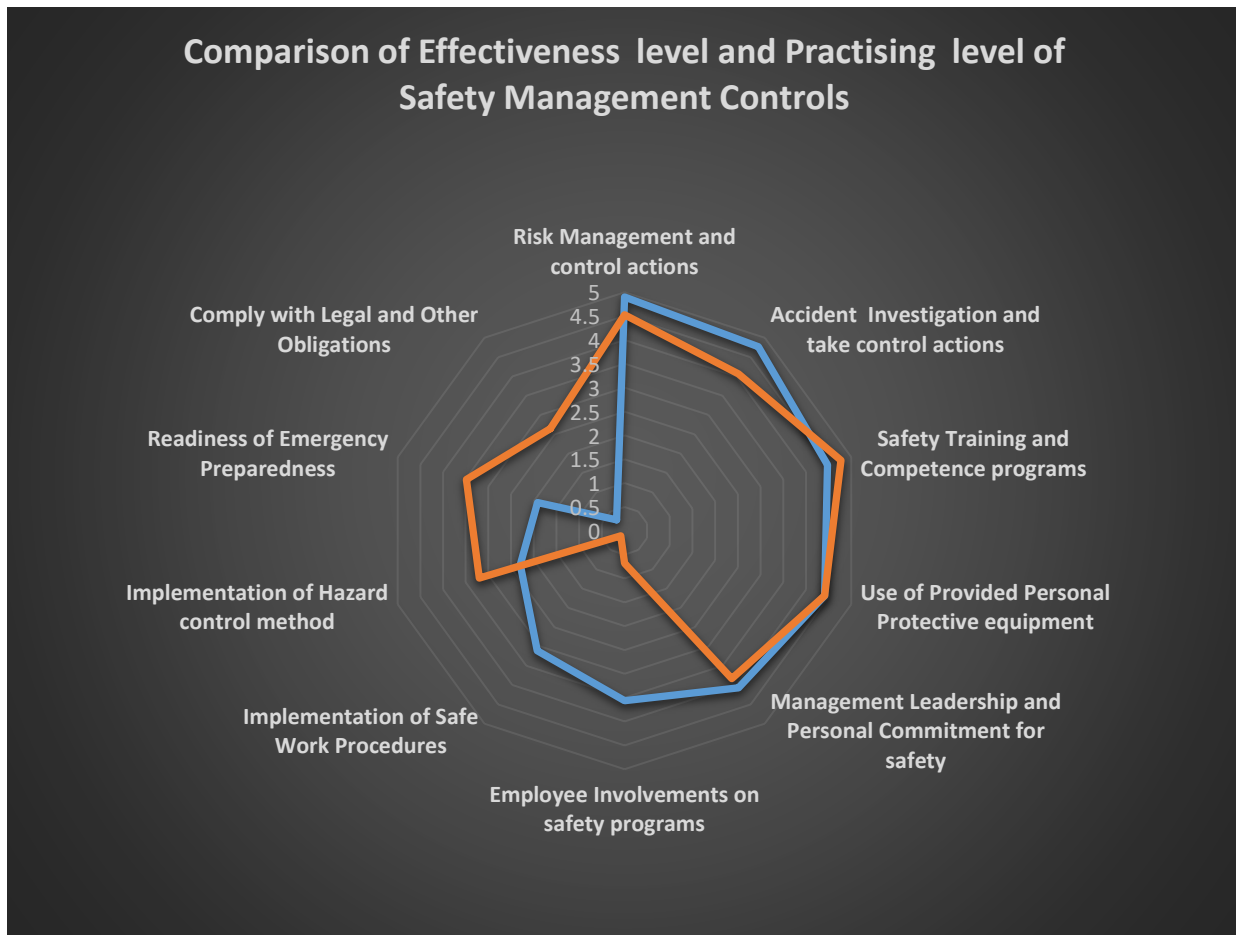 Comparison of Effectiveness  level and Practising  level of
Safety Management Controls
Risk Management and
control actions
Accident  Investigation and
take control actions
Safety Training and
Competence programs
Use of Provided Personal
Protective equipment
Management Leadership and
Personal Commitment for
safety
Employee Involvements on
safety programs
Implementation of Safe
Work Procedures
Implementation of Hazard
control method
Readiness of Emergency
Preparedness
Comply with Legal and Other
Obligations
5
4.5
4
3.5
3
2.5
2
1.5
1
0.5
0